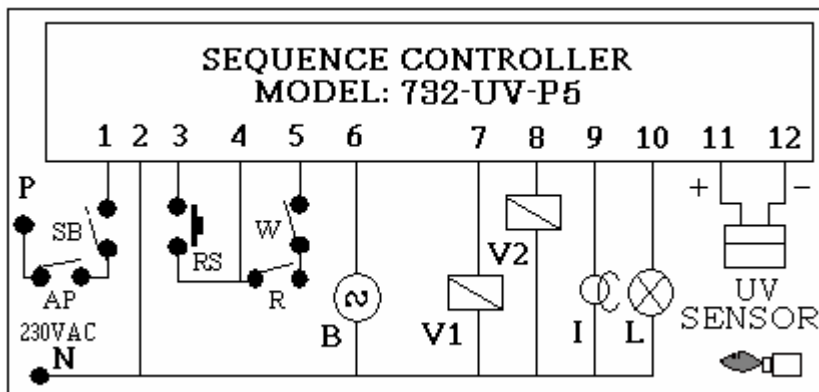 SEQUENCE CONTROLLER
MODEL: 732-UV-P5
1 2 3 4 5 6 7 8 9 10 11 12
P
+ −
SB
RS
W
AP
R
V2
V1
B
I
L
UV
SENSOR
230VAC
N